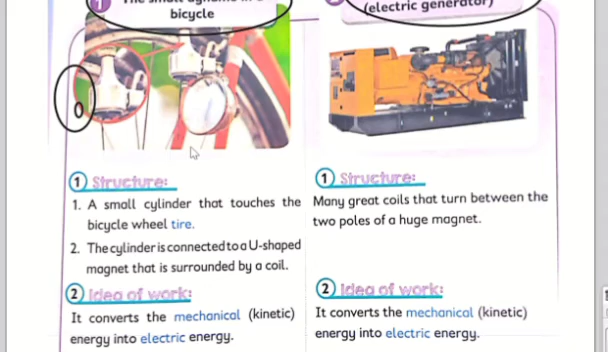 1
bicycle
1 Structure:
1. A small cylinder that touches the
bicycle wheel tire.
2. The cylinder is connected to a U-shaped
magnet that is surrounded by a coil.
2 Idea of work:
It converts the mechanical (kinetic)
energy into electric energy.
(electric generator)
1 Structure:
Many great coils that turn between the
two poles of a huge magnet.
2 Idea of work:
It converts the mechanical (kinetic)
energy into electric energy.